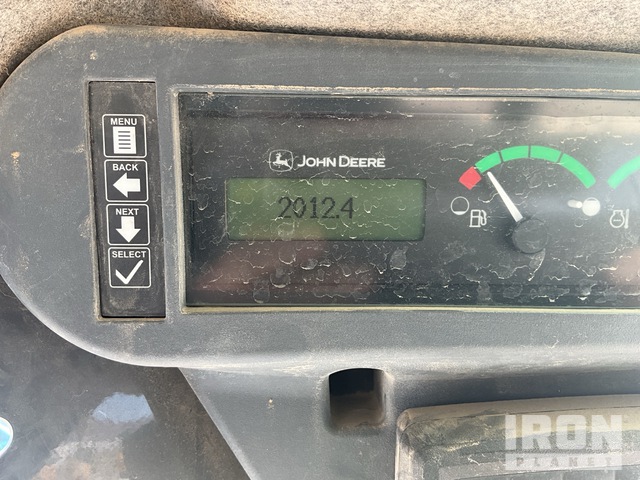 MENU
BACK
NEXT
SELECT
JOHN DEERE
2012.4
IRON
PLANET